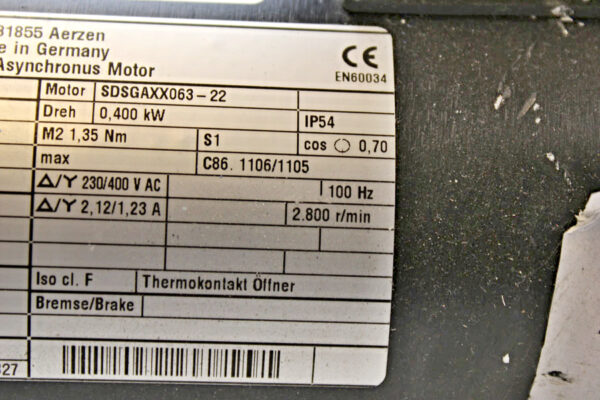 31855 Aerzen
e in Germany
Asynchronus Motor
CE
EN60034
Motor SDSGAXX063-22
Dreh 0,400 kW
IP54
M2 1,35 Nm
S1
cos 0,70
max
C86. 1106/1105
Δ/Y 230/400 V AC
100 Hz
Δ/Y 2,12/1,23 A
2.800 r/min
Iso cl. F
Thermokontakt Öffner
Bremse/Brake
327